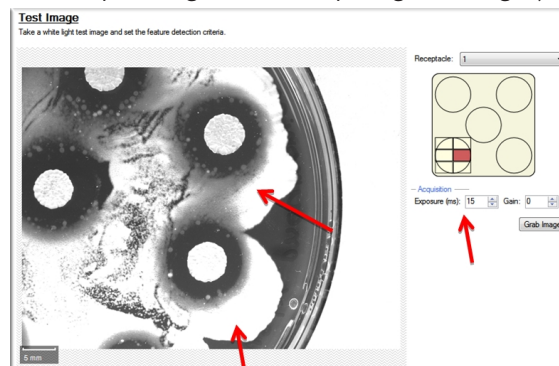 Test Image
Take a white light test image and set the feature detection criteria.
Receptacle: 1
Acquisition
Exposure (ms): 15 Gain: 0
Grab Image
5 mm